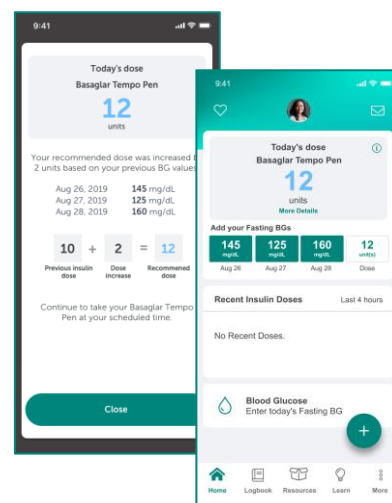 9:41
Today's dose
Basaglar Tempo Pen
12
units
Your recommended dose was increased
2 units based on your previous BG values
Aug 26, 2019 145 mg/dL
Aug 27, 2019 125 mg/dL
Aug 28, 2019 160 mg/dL
10 + 2 = 12
Previous insulin dose
Dose Increase
Recommened dose
Continue to take your Basaglar Tempo
Pen at your scheduled time.
Close
9:41
Today's dose
Basaglar Tempo Pen
12
units
More Details
Add your Fasting BGs
145 125 160 12
mg/dL mg/dL mg/dL unit(s)
Aug 26 Aug 27 Aug 28 Dose
Recent Insulin Doses Last 4 hours
No Recent Doses.
Blood Glucose
Enter today's Fasting BG
+
Home Logbook Resources Learn More